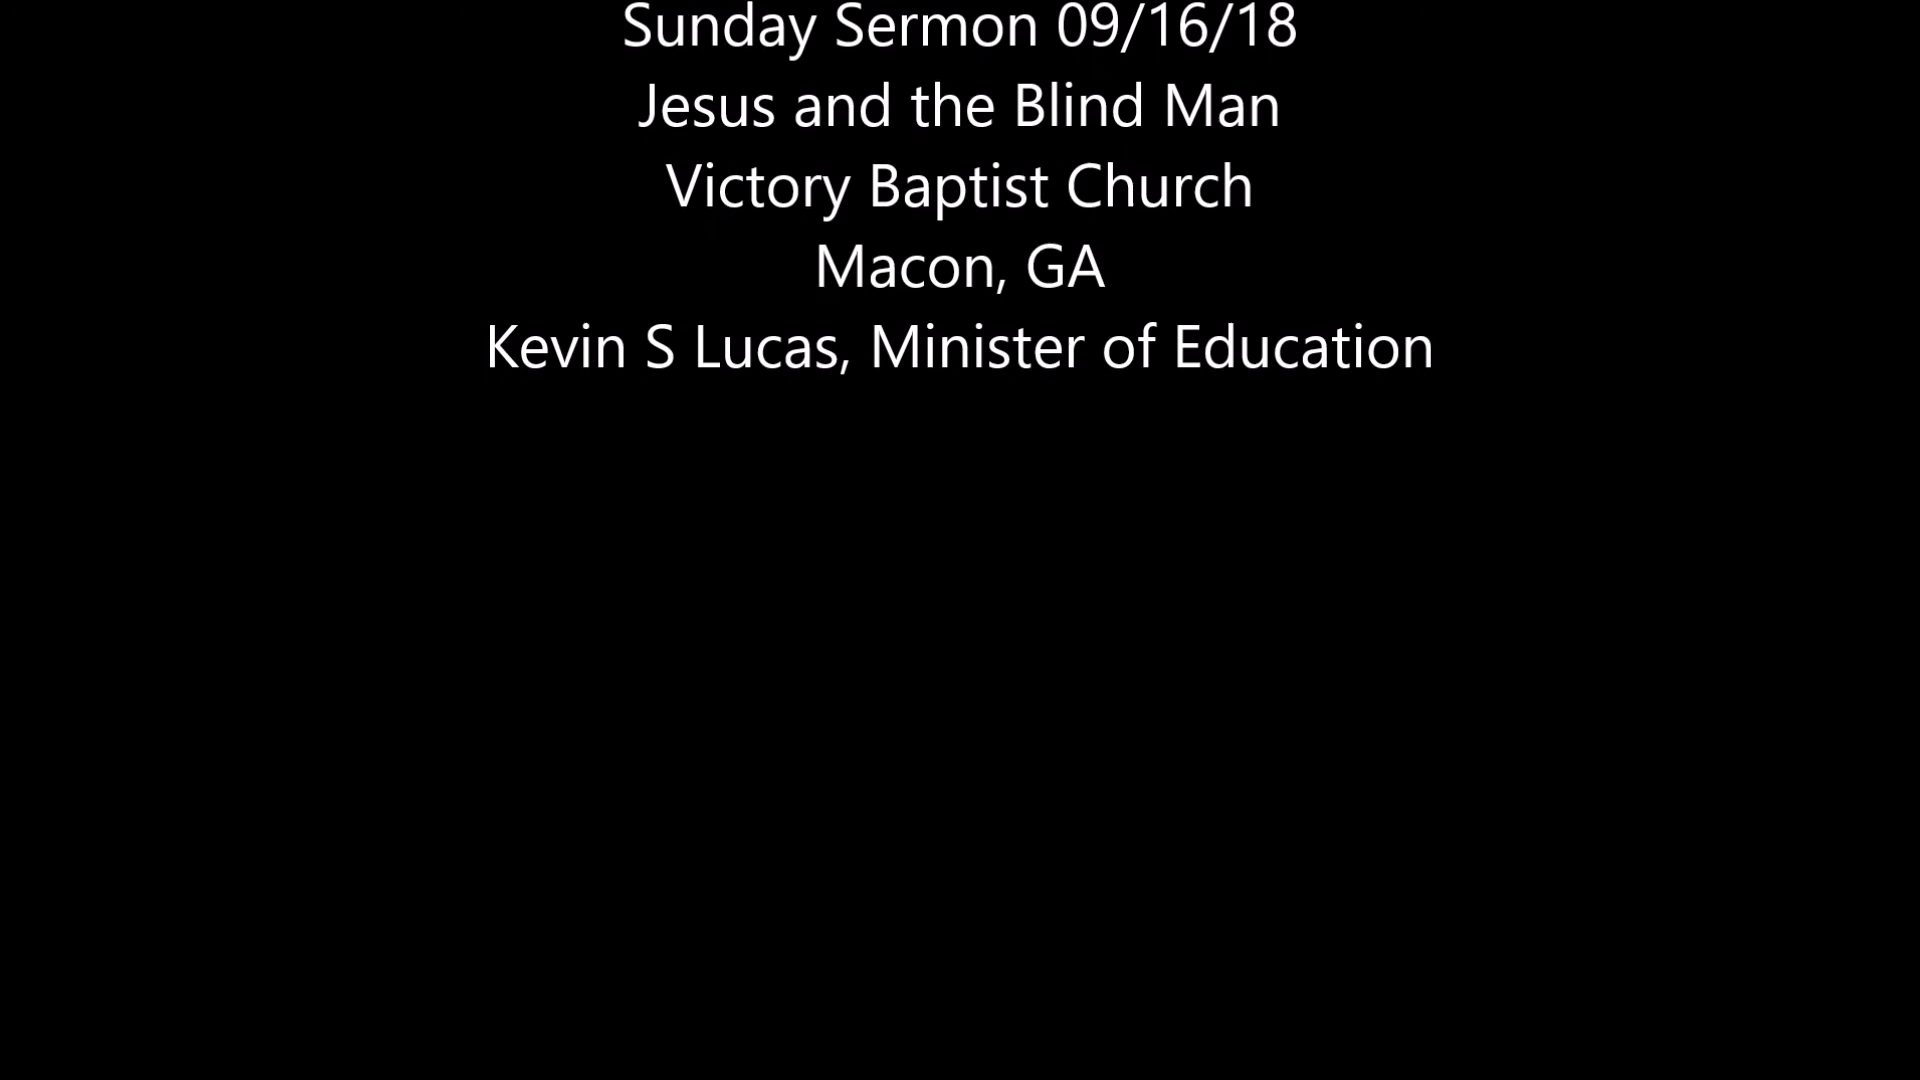 Sunday Sermon 09/16/18
Jesus and the Blind Man
Victory Baptist Church
Macon, GA
Kevin S Lucas, Minister of Education